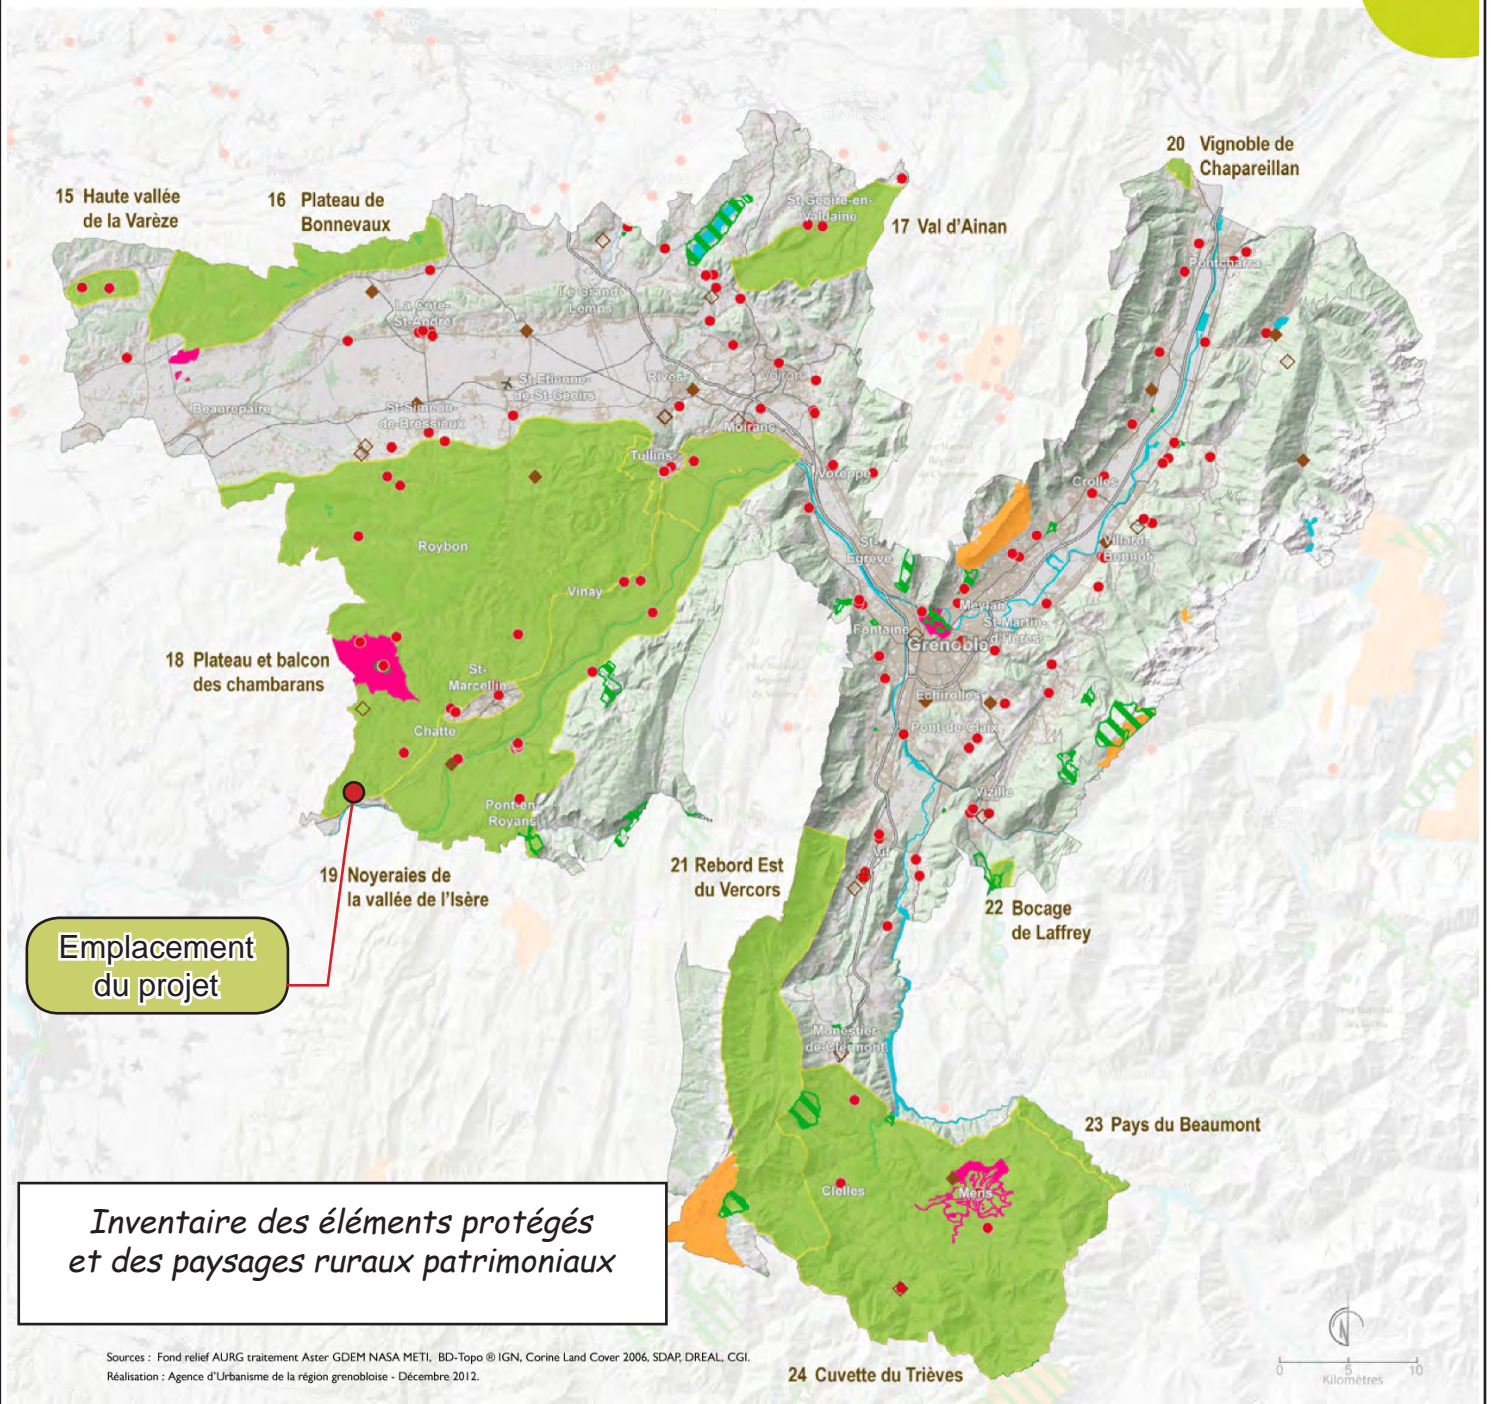 20 Vignoble de
Chapareillan
15 Haute vallée
de la Varèze
16 Plateau de
Bonnevaux
St-Geoire-en-
Valdaine
17 Val d'Ainan
Pontcharra
Le Grand-
Lemps
La Côte-
St-André
Rives
Voiron
St-Etienne-
de-St-Geoirs
Beaurepaire
St-Siméon-
de-Bressieux
Moirans
Tullins
Voreppe
Crolles
Roybon
St-
Egrève
Villard-
Bonnot
Vinay
Meylan
Fontaine
St-Martin-
d'Hères
Grenoble
18 Plateau et balcon
des chambarans
St-
Marcellin
Echirolles
Chatte
Pont-de-Claix
Pont-en-
Royans
Vizille
Vif
21 Rebord Est
du Vercors
19 Noyeraies de
la vallée de l'Isère
22 Bocage
de Laffrey
Emplacement
du projet
Monestier-
de-Clermont
23 Pays du Beaumont
Clelles
Mens
Inventaire des éléments protégés
et des paysages ruraux patrimoniaux
N
Sources : Fond relief AURG traitement Aster GDEM NASA METI, BD-Topo ® IGN, Corine Land Cover 2006, SDAP, DREAL, CGI.
Réalisation : Agence d'Urbanisme de la région grenobloise - Décembre 2012.
24 Cuvette du Trièves
0 5 10
Kilomètres